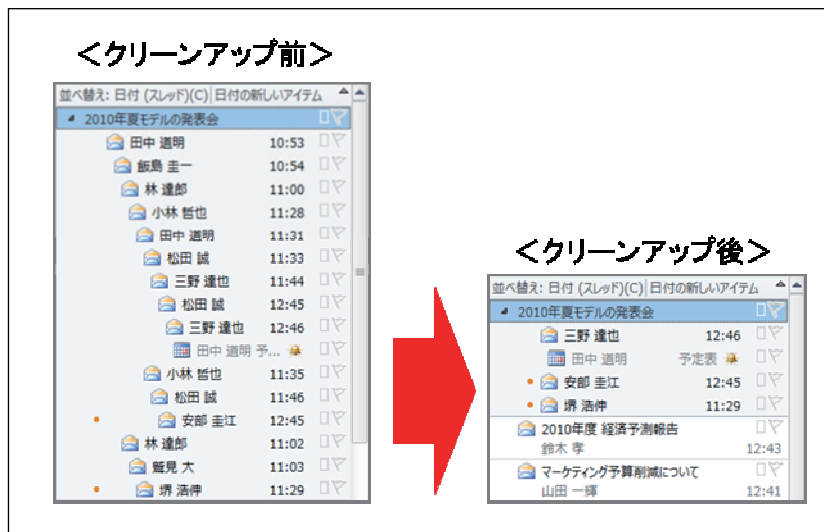 ＜クリーンアップ前＞
並べ替え: 日付 (スレッド)(C) 日付の新しいアイテム
2010年夏モデルの発表会
田中 道明 10:53
飯島 圭一 10:54
林 達郎 11:00
小林 哲也 11:28
田中 道明 11:31
松田 誠 11:33
三野 達也 11:44
松田 誠 12:45
三野 達也 12:46
田中 道明 予...
小林 哲也 11:35
松田 誠 11:46
安部 圭江 12:45
林 達郎 11:02
鷲見 大 11:03
堺 浩伸 11:29
＜クリーンアップ後＞
並べ替え: 日付 (スレッド)(C) 日付の新しいアイテム
2010年夏モデルの発表会
三野 達也 12:46
田中 道明 予定表
安部 圭江 12:45
堺 浩伸 11:29
2010年度 経済予測報告
鈴木 孝 12:43
マーケティング予算削減について
山田 一輝 12:41